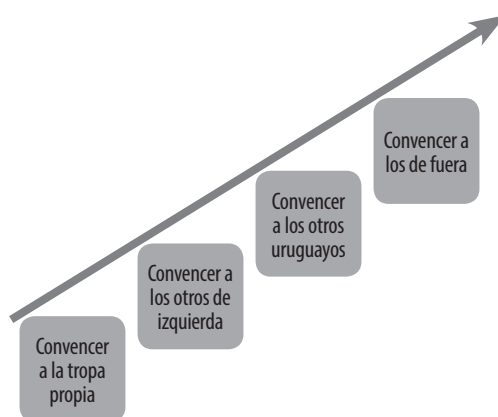 Convencer a
los de fuera
Convencer
a los otros
uruguayos
Convencer a
los otros de
izquierda
Convencer
a la tropa
propia